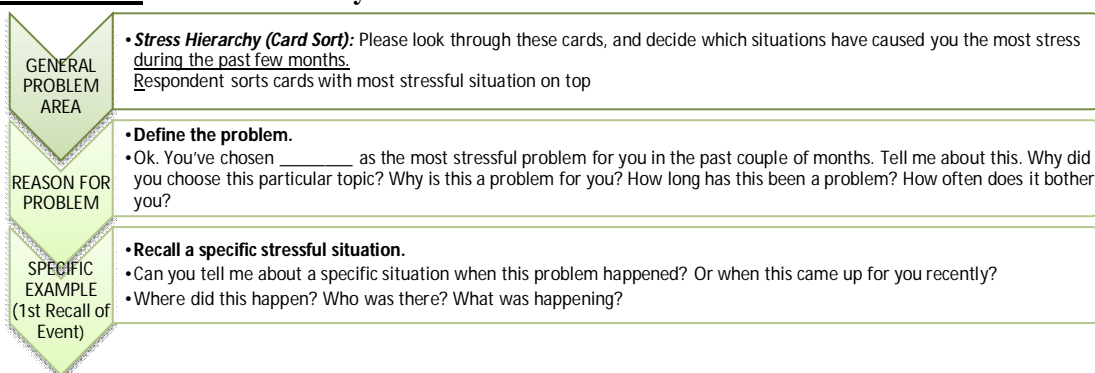 GENERAL
PROBLEM
AREA
•Stress Hierarchy (Card Sort): Please look through these cards, and decide which situations have caused you the most stress
during the past few months.
Respondent sorts cards with most stressful situation on top
REASON FOR
PROBLEM
•Define the problem.
•Ok. You've chosen ________ as the most stressful problem for you in the past couple of months. Tell me about this. Why did
you choose this particular topic? Why is this a problem for you? How long has this been a problem? How often does it bother
you?
SPECIFIC
EXAMPLE
(1st Recall of
Event)
•Recall a specific stressful situation.
•Can you tell me about a specific situation when this problem happened? Or when this came up for you recently?
•Where did this happen? Who was there? What was happening?